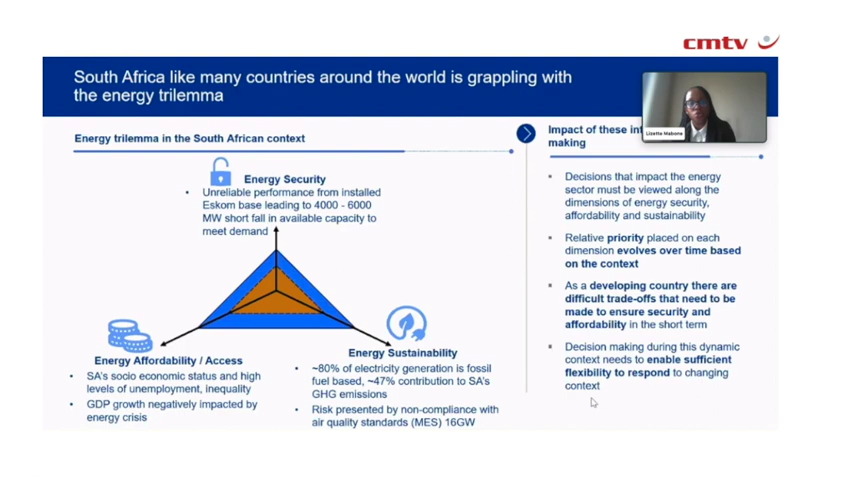 cmtv
South Africa like many countries around the world is grappling with
the energy trilemma
Lizette Mabona
Energy trilemma in the South African context
Energy Security
• Unreliable performance from installed
Eskom base leading to 4000 - 6000
MW short fall in available capacity to
meet demand
Energy Affordability / Access
• SA's socio economic status and high
levels of unemployment, inequality
• GDP growth negatively impacted by
energy crisis
Energy Sustainability
• ~80% of electricity generation is fossil
fuel based, ~47% contribution to SA's
GHG emissions
• Risk presented by non-compliance with
air quality standards (MES) 16GW
Impact of these
making
▪ Decisions that impact the energy
sector must be viewed along the
dimensions of energy security,
affordability and sustainability
▪ Relative priority placed on each
dimension evolves over time based
on the context
▪ As a developing country there are
difficult trade-offs that need to be
made to ensure security and
affordability in the short term
▪ Decision making during this dynamic
context needs to enable sufficient
flexibility to respond to changing
context